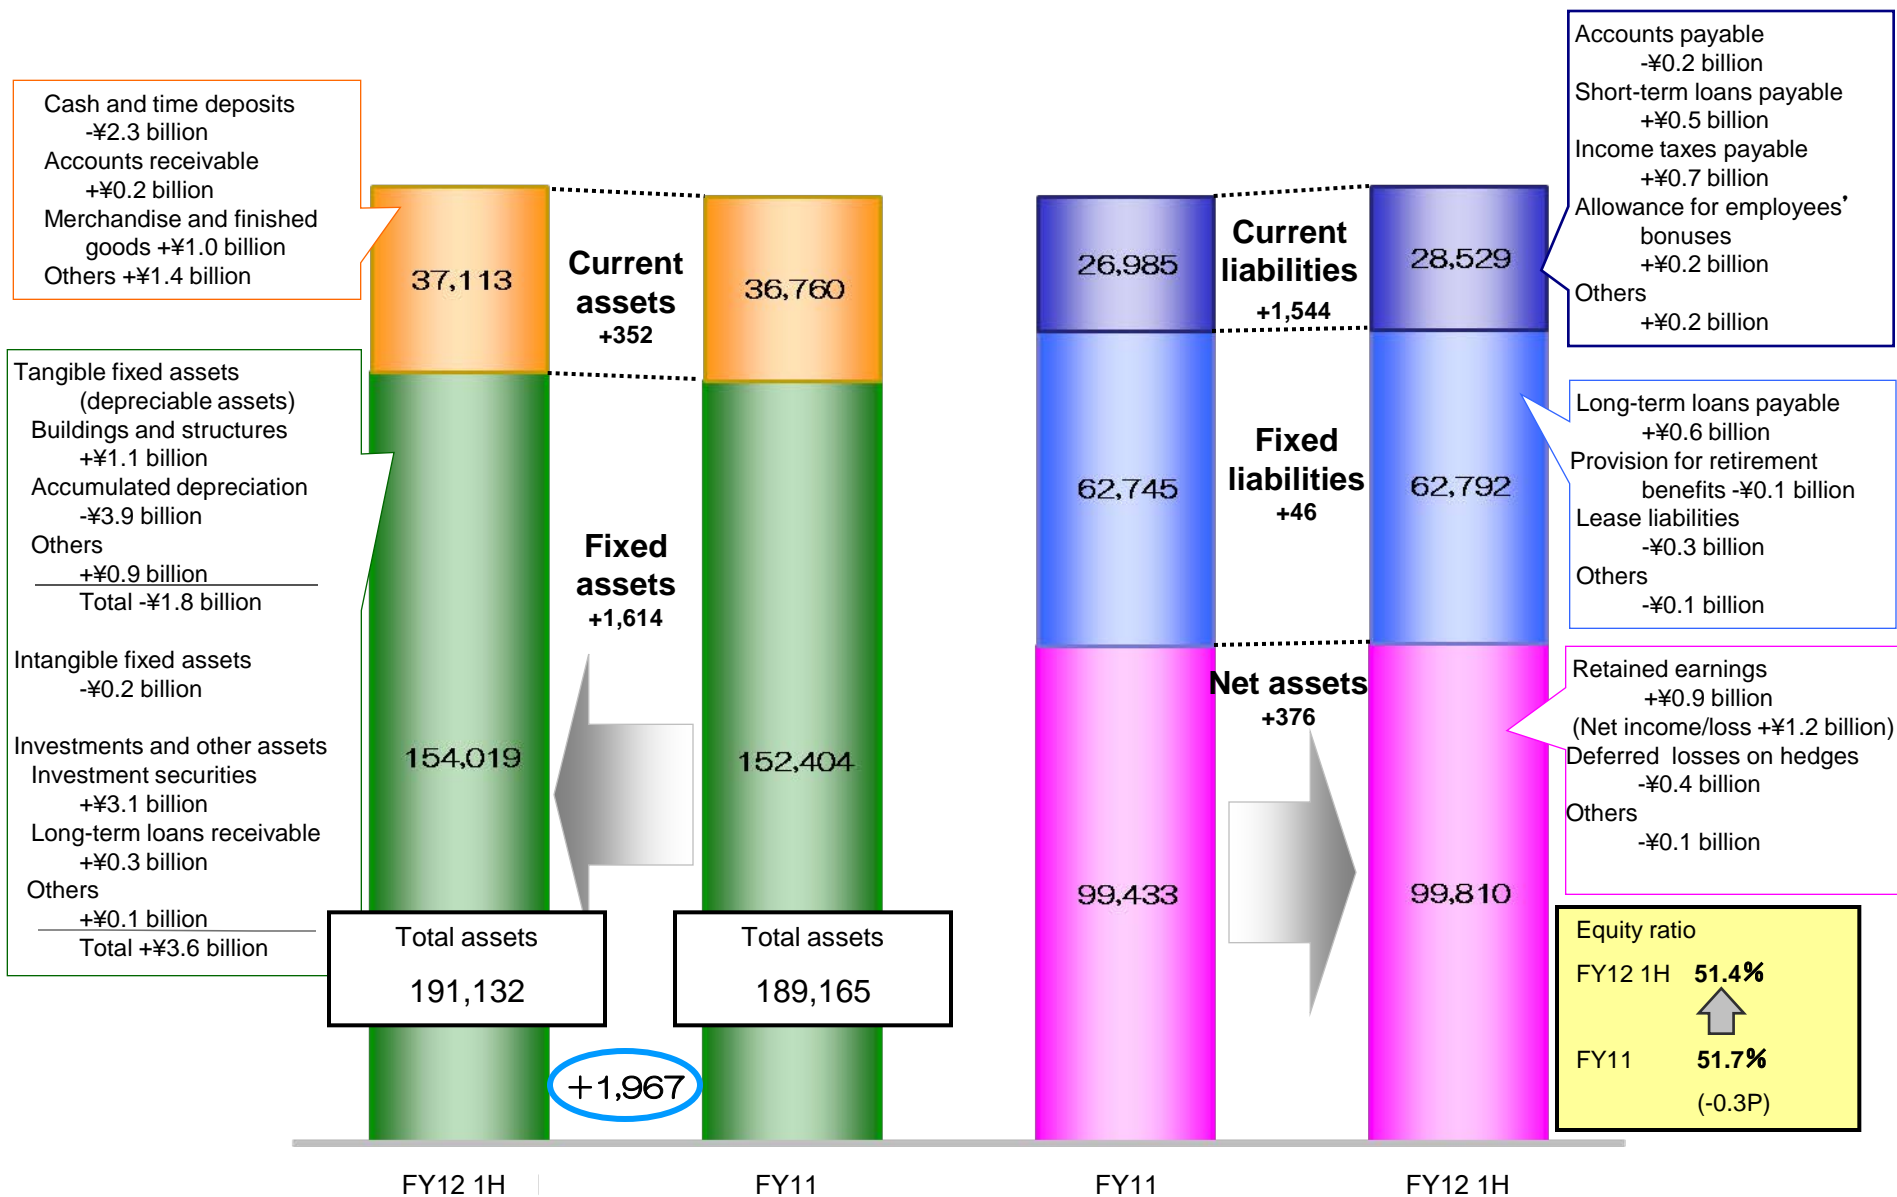 Cash and time deposits
-¥2.3 billion
Accounts receivable
+¥0.2 billion
Merchandise and finished
goods +¥1.0 billion
Others +¥1.4 billion
Tangible fixed assets
(depreciable assets)
Buildings and structures
+¥1.1 billion
Accumulated depreciation
-¥3.9 billion
Others
+¥0.9 billion
Total -¥1.8 billion
Intangible fixed assets
-¥0.2 billion
Investments and other assets
Investment securities
+¥3.1 billion
Long-term loans receivable
+¥0.3 billion
Others
+¥0.1 billion
Total +¥3.6 billion
37,113
154,019
Total assets
191,132
FY12 1H
Current
assets
+352
Fixed
assets
+1,614
+1,967
36,760
152,404
Total assets
189,165
FY11
26,985
62,745
99,433
FY11
Current
liabilities
+1,544
Fixed
liabilities
+46
Net assets
+376
28,529
62,792
99,810
FY12 1H
Accounts payable
-¥0.2 billion
Short-term loans payable
+¥0.5 billion
Income taxes payable
+¥0.7 billion
Allowance for employees’
bonuses
+¥0.2 billion
Others
+¥0.2 billion
Long-term loans payable
+¥0.6 billion
Provision for retirement
benefits -¥0.1 billion
Lease liabilities
-¥0.3 billion
Others
-¥0.1 billion
Retained earnings
+¥0.9 billion
(Net income/loss +¥1.2 billion)
Deferred losses on hedges
-¥0.4 billion
Others
-¥0.1 billion
Equity ratio
FY12 1H 51.4%
FY11 51.7%
(-0.3P)